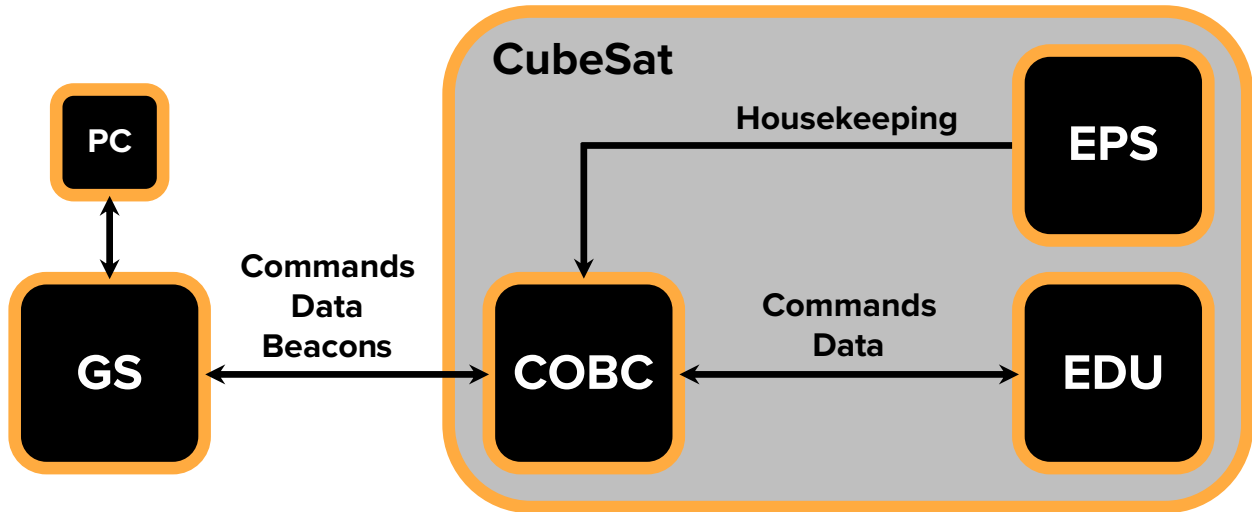 CubeSat
Housekeeping
EPS
PC
Commands
Data
Beacons
GS
COBC
Commands
Data
EDU